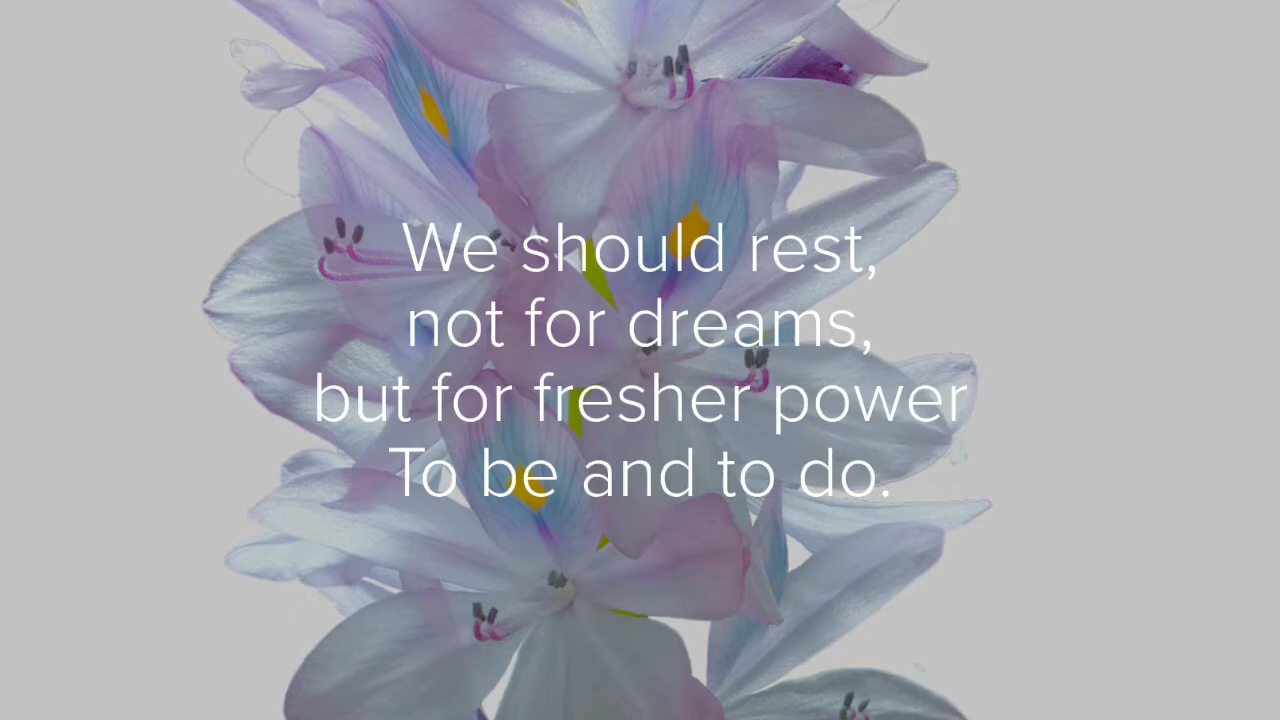 We should rest,
not for dreams,
but for fresher power
To be and to do.